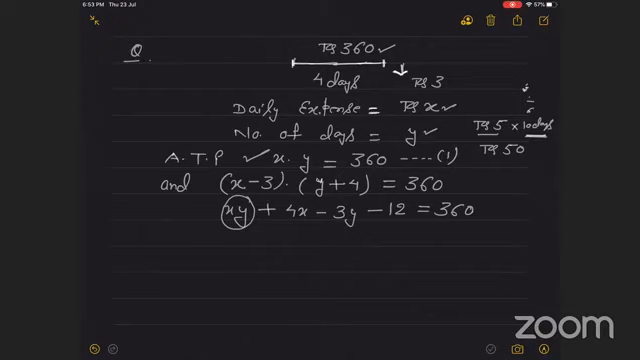 6:53 PM Thu 23 Jul
Q.
₹ 360 ✓
4 days ₹ 3
Daily Expense = ₹ x ✓
No. of days = y ✓
₹ 5 × 10 days
₹ 50
A.T.P ✓ x. y = 360 ----(1)
and (x-3). (y+4) = 360
xy + 4x - 3y - 12 = 360
zoom